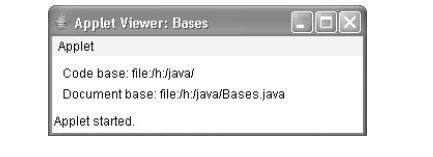 Applet Viewer: Bases
Applet
Code base: file:/h:/java/
Document base: file:/h:/java/Bases.java
Applet started.